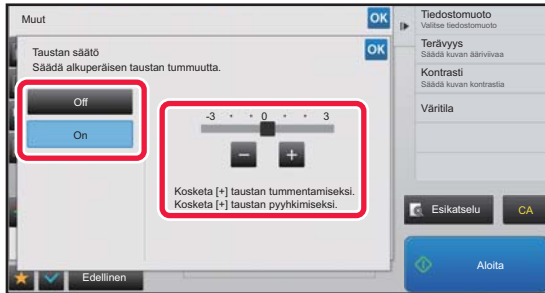 Muut
OK
Taustan säätö
OK
Säädä alkuperäisen taustan tummuutta.
Off
On
-3 • • 0 • • 3
− +
Kosketa [+] taustan tummentamiseksi.
Kosketa [+] taustan pyyhkimiseksi.
Edellinen
Tiedostomuoto
Valitse tiedostomuoto
Terävyys
Säädä kuvan ääriviivaa
Kontrasti
Säädä kuvan kontrastia
Väritila
Esikatselu
CA
Aloita